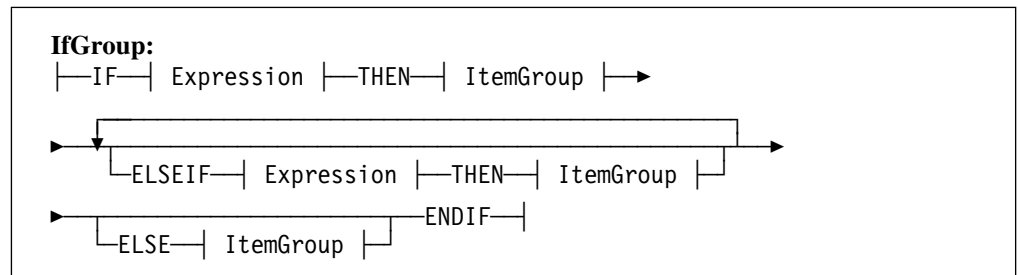 IfGroup:
IF Expression THEN ItemGroup
ELSEIF Expression THEN ItemGroup
ELSE ItemGroup ENDIF